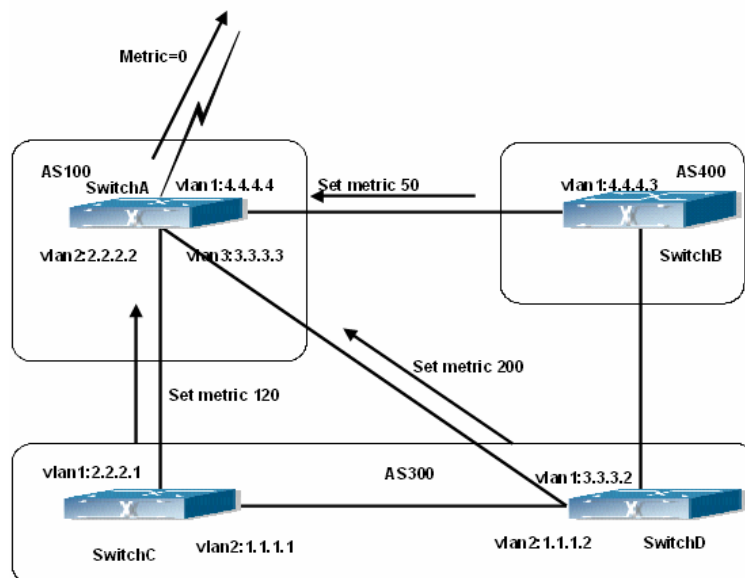 Metric=0
AS100
SwitchA
vlan1:4.4.4.4
Set metric 50
vlan1:4.4.4.3
AS400
vlan2:2.2.2.2
vlan3:3.3.3.3
SwitchB
Set metric 200
Set metric 120
vlan1:2.2.2.1
AS300
vlan1:3.3.3.2
SwitchC
vlan2:1.1.1.1
vlan2:1.1.1.2
SwitchD